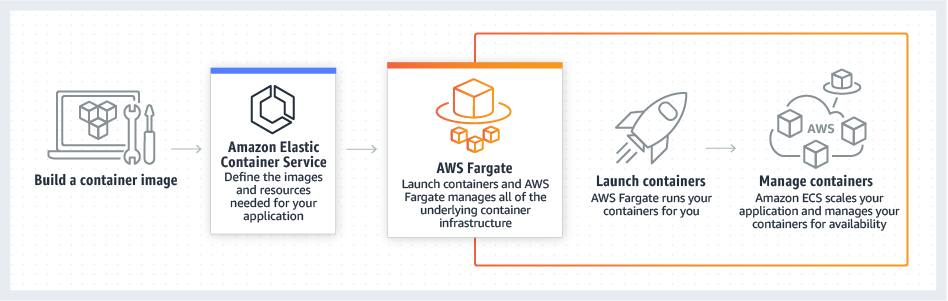 Build a container image
Amazon Elastic
Container Service
Define the images
and resources
needed for your
application
AWS Fargate
Launch containers and AWS
Fargate manages all of the
underlying container
infrastructure
Launch containers
AWS Fargate runs your
containers for you
AWS
Manage containers
Amazon ECS scales your
application and manages your
containers for availability